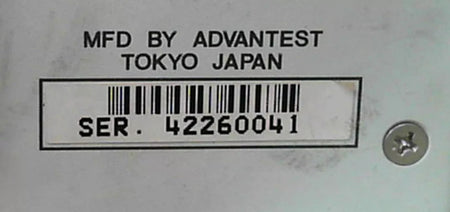 MFD BY ADVANTEST
TOKYO JAPAN
SER. 42260041